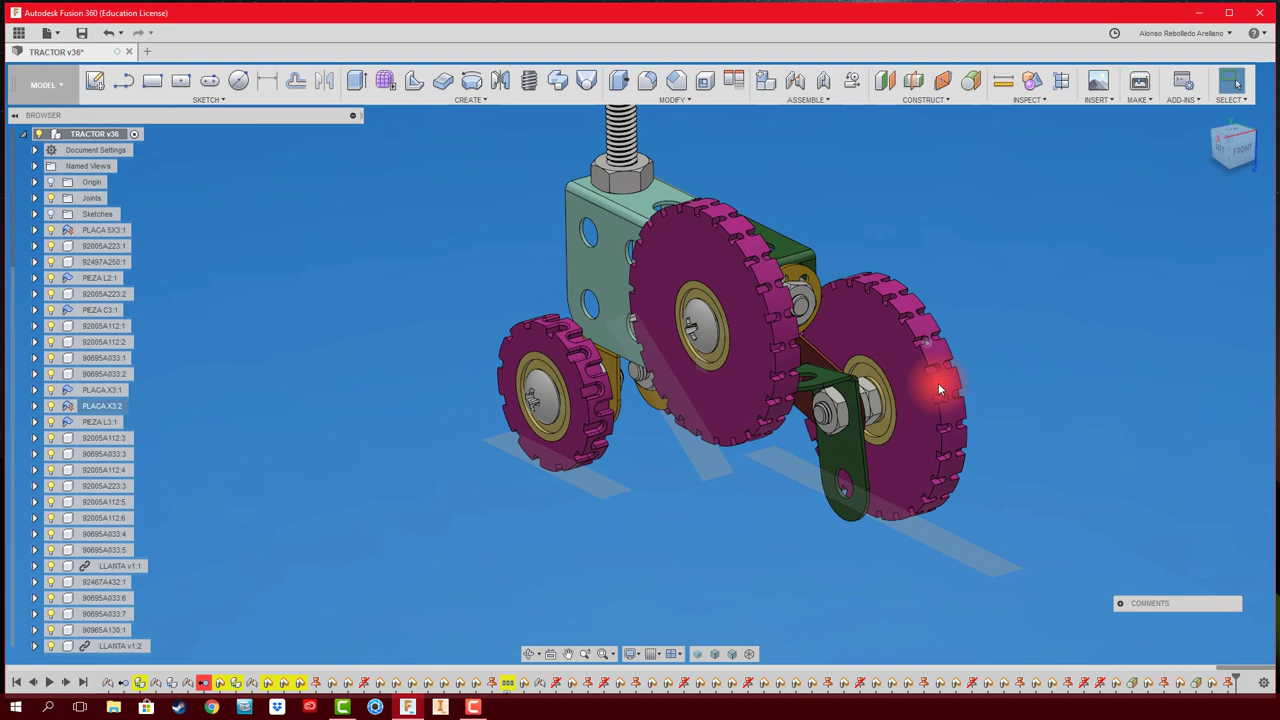 Autodesk Fusion 360 (Education License)
Alonso Rebolledo Arellano
TRACTOR v36*
MODEL
SKETCH
CREATE
MODIFY
ASSEMBLE
CONSTRUCT
INSPECT
INSERT
MAKE
ADD-INS
SELECT
BROWSER
TRACTOR v36
Document Settings
Named Views
Origin
Joints
Sketches
PLACA 5X3:1
92005A223:1
92497A250:1
PIEZA L2:1
92005A223:2
PIEZA C3:1
92005A112:1
92005A112:2
90695A033:1
90695A033:2
PLACA X3:1
PLACA X3:2
PIEZA L3:1
92005A112:3
90695A033:3
92005A112:4
92005A223:3
92005A112:5
92005A112:6
90695A033:4
90695A033:5
LLANTA v1:1
92467A432:1
90695A033:6
90695A033:7
90965A130:1
LLANTA v1:2
FRONT
X
Y
Z
COMMENTS